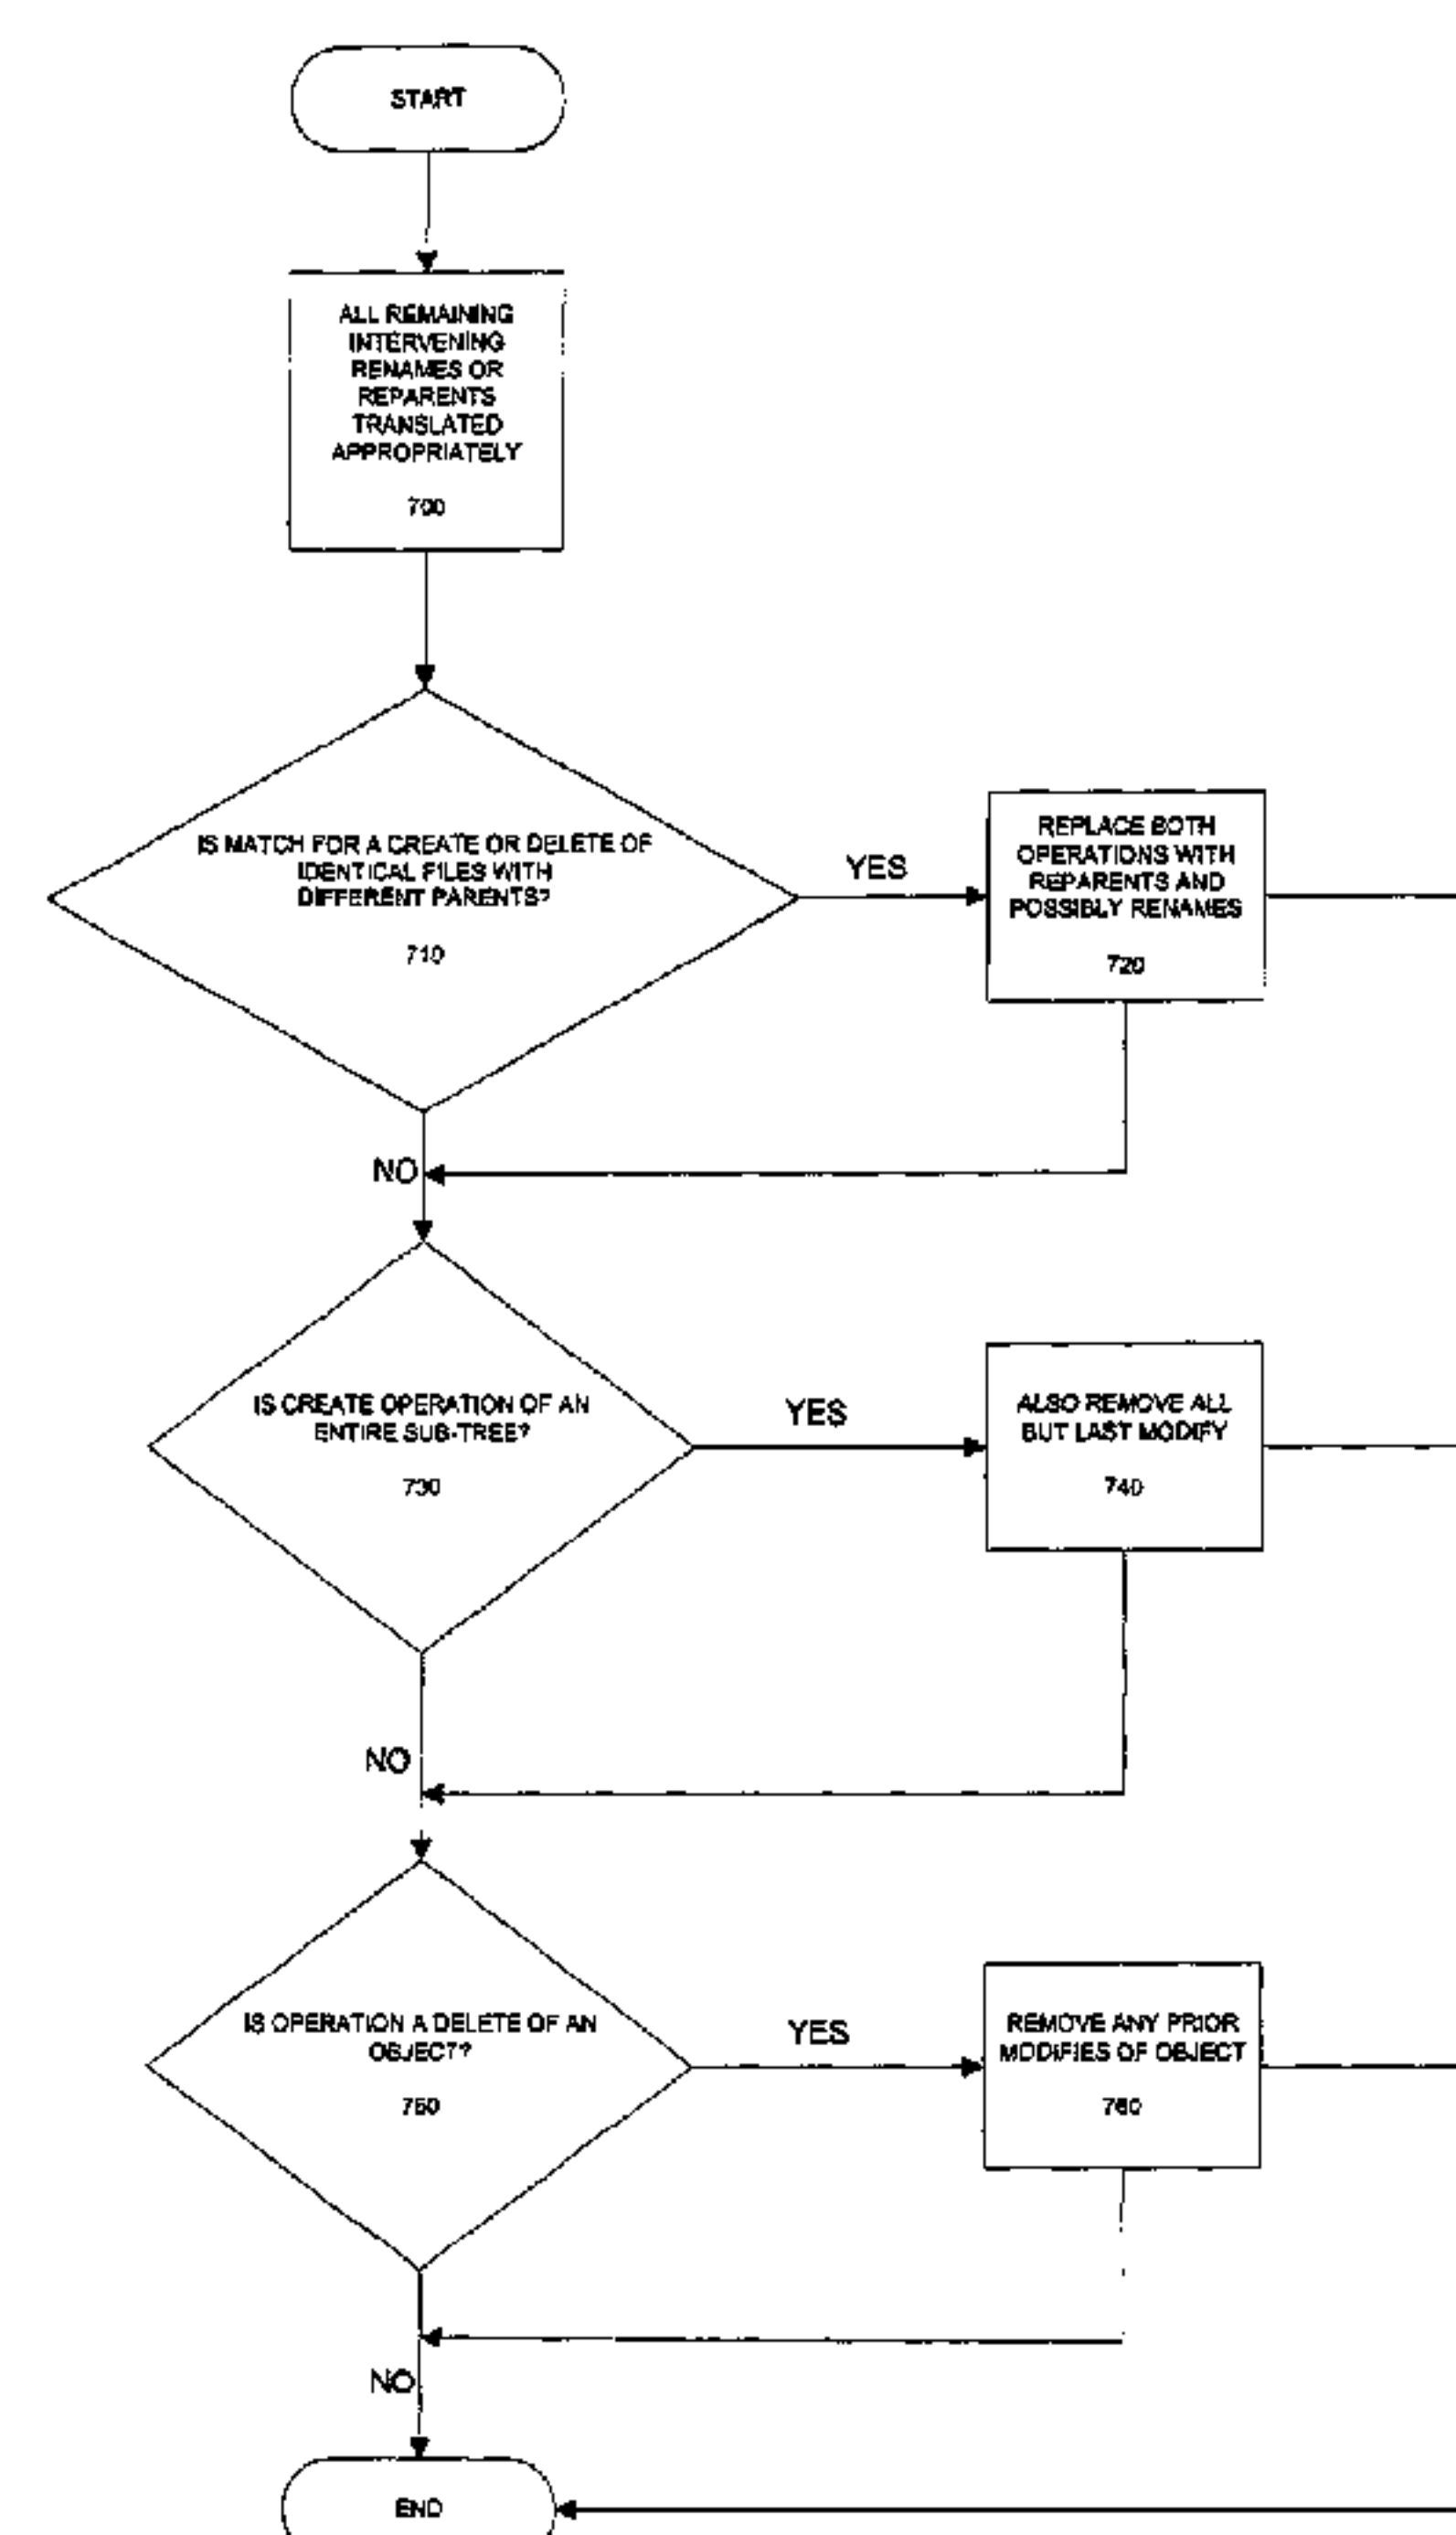 START
ALL REMAINING
INTERVENING
RENAMES OR
REPARENTS
TRANSLATED
APPROPRIATELY
700
IS MATCH FOR A CREATE OR DELETE OF
IDENTICAL FILES WITH
DIFFERENT PARENTS?
710
YES
REPLACE BOTH
OPERATIONS WITH
REPARENTS AND
POSSIBLY RENAMES
720
NO
IS CREATE OPERATION OF AN
ENTIRE SUB-TREE?
730
YES
ALSO REMOVE ALL
BUT LAST MODIFY
740
NO
IS OPERATION A DELETE OF AN
OBJECT?
750
YES
REMOVE ANY PRIOR
MODIFIES OF OBJECT
760
NO
END